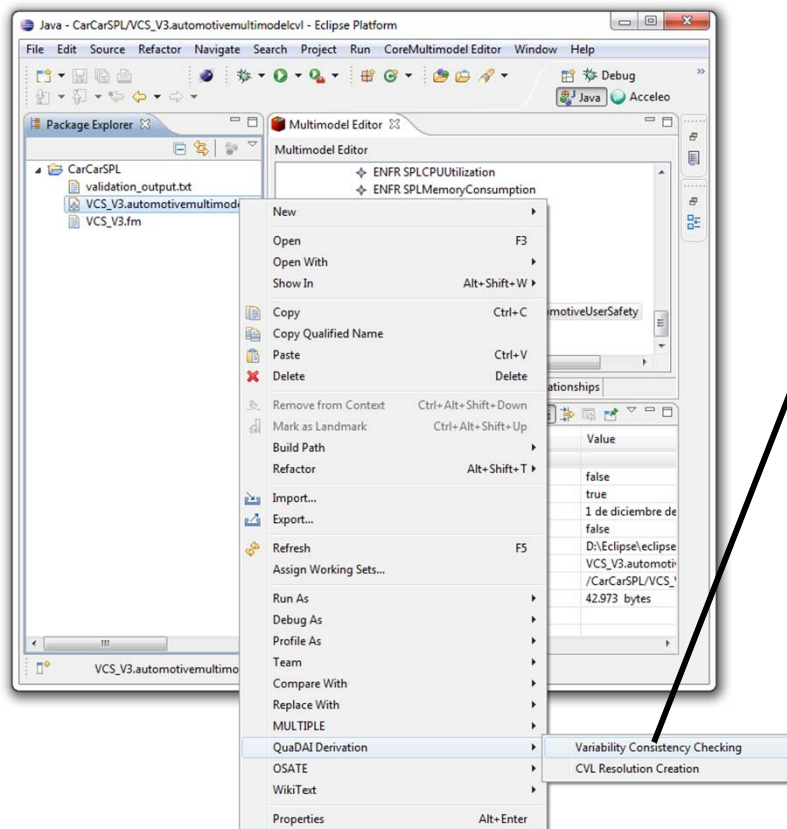 Java - CarCarSPL/VCS_V3.automotivemultimodelcvl - Eclipse Platform
File Edit Source Refactor Navigate Search Project Run CoreMultimodel Editor Window Help
Debug
Java Acceleo
Package Explorer
Multimodel Editor
Multimodel Editor
CarCarSPL
validation_output.txt
VCS_V3.automotivemultimode
VCS_V3.fm
ENFR SPLCPUUtilization
ENFR SPLMemoryConsumption
New
Open F3
Open With
Show In Alt+Shift+W
Copy Ctrl+C
omotiveUserSafety
Copy Qualified Name
Paste Ctrl+V
Delete Delete
ationships
Remove from Context Ctrl+Alt+Shift+Down
Mark as Landmark Ctrl+Alt+Shift+Up
Build Path
Refactor Alt+Shift+T
Import...
Export...
Refresh F5
Assign Working Sets...
Run As
Debug As
Profile As
Team
Compare With
Replace With
MULTIPLE
QuaDAI Derivation
OSATE
WikiText
Properties Alt+Enter
Value
false
true
1 de diciembre de
false
D:\Eclipse\eclipse
VCS_V3.automoti
/CarCarSPL/VCS_
42.973 bytes
VCS_V3.automotivemultimo
Variability Consistency Checking
CVL Resolution Creation